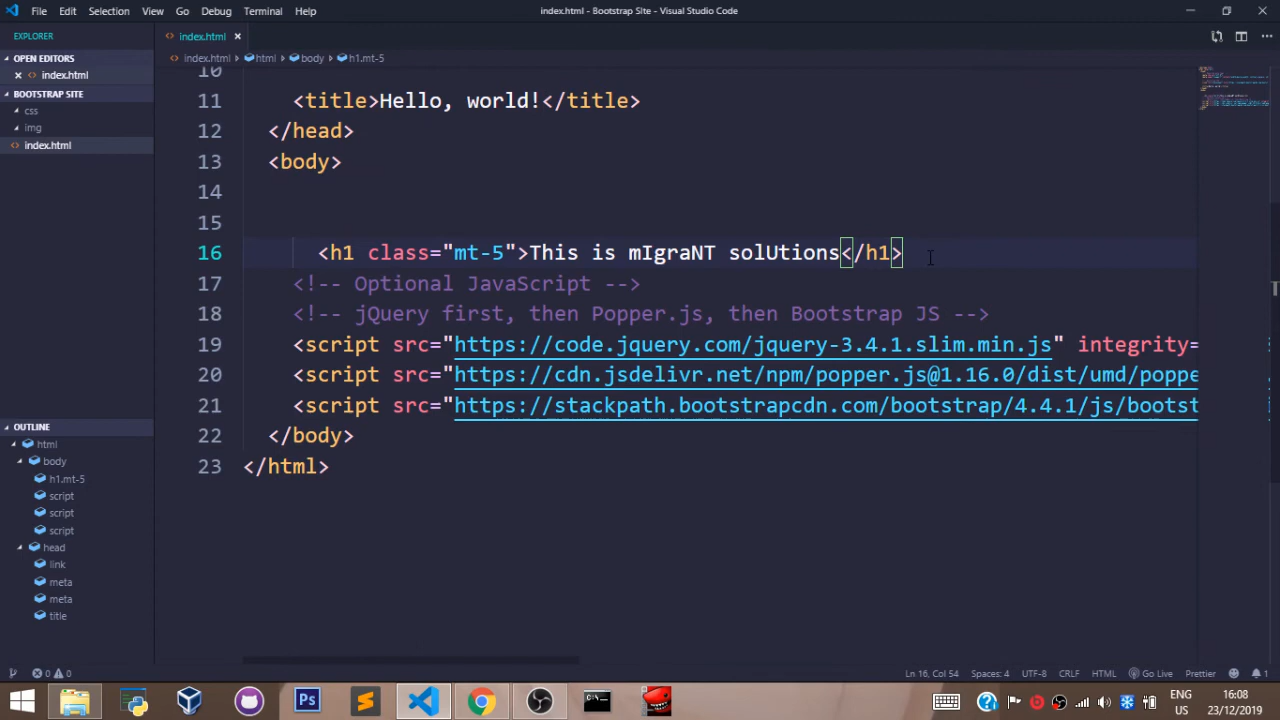 File Edit Selection View Go Debug Terminal Help
index.html - Bootstrap Site - Visual Studio Code
EXPLORER
OPEN EDITORS
index.html
BOOTSTRAP SITE
css
img
index.html
OUTLINE
html
body
h1.mt-5
script
script
script
head
link
meta
meta
title
index.html
index.html › html › body › h1.mt-5
10
11 <title>Hello, world!</title>
12 </head>
13 <body>
14
15
16 <h1 class="mt-5">This is mIgraNT solUtions</h1>
17 <!-- Optional JavaScript -->
18 <!-- jQuery first, then Popper.js, then Bootstrap JS -->
19 <script src="https://code.jquery.com/jquery-3.4.1.slim.min.js" integrity=
20 <script src="https://cdn.jsdelivr.net/npm/popper.js@1.16.0/dist/umd/poppe
21 <script src="https://stackpath.bootstrapcdn.com/bootstrap/4.4.1/js/bootst
22 </body>
23 </html>
0 0
Ln 16, Col 54 Spaces: 4 UTF-8 CRLF HTML Go Live Prettier 1
Ps
ENG
US
16:08
23/12/2019